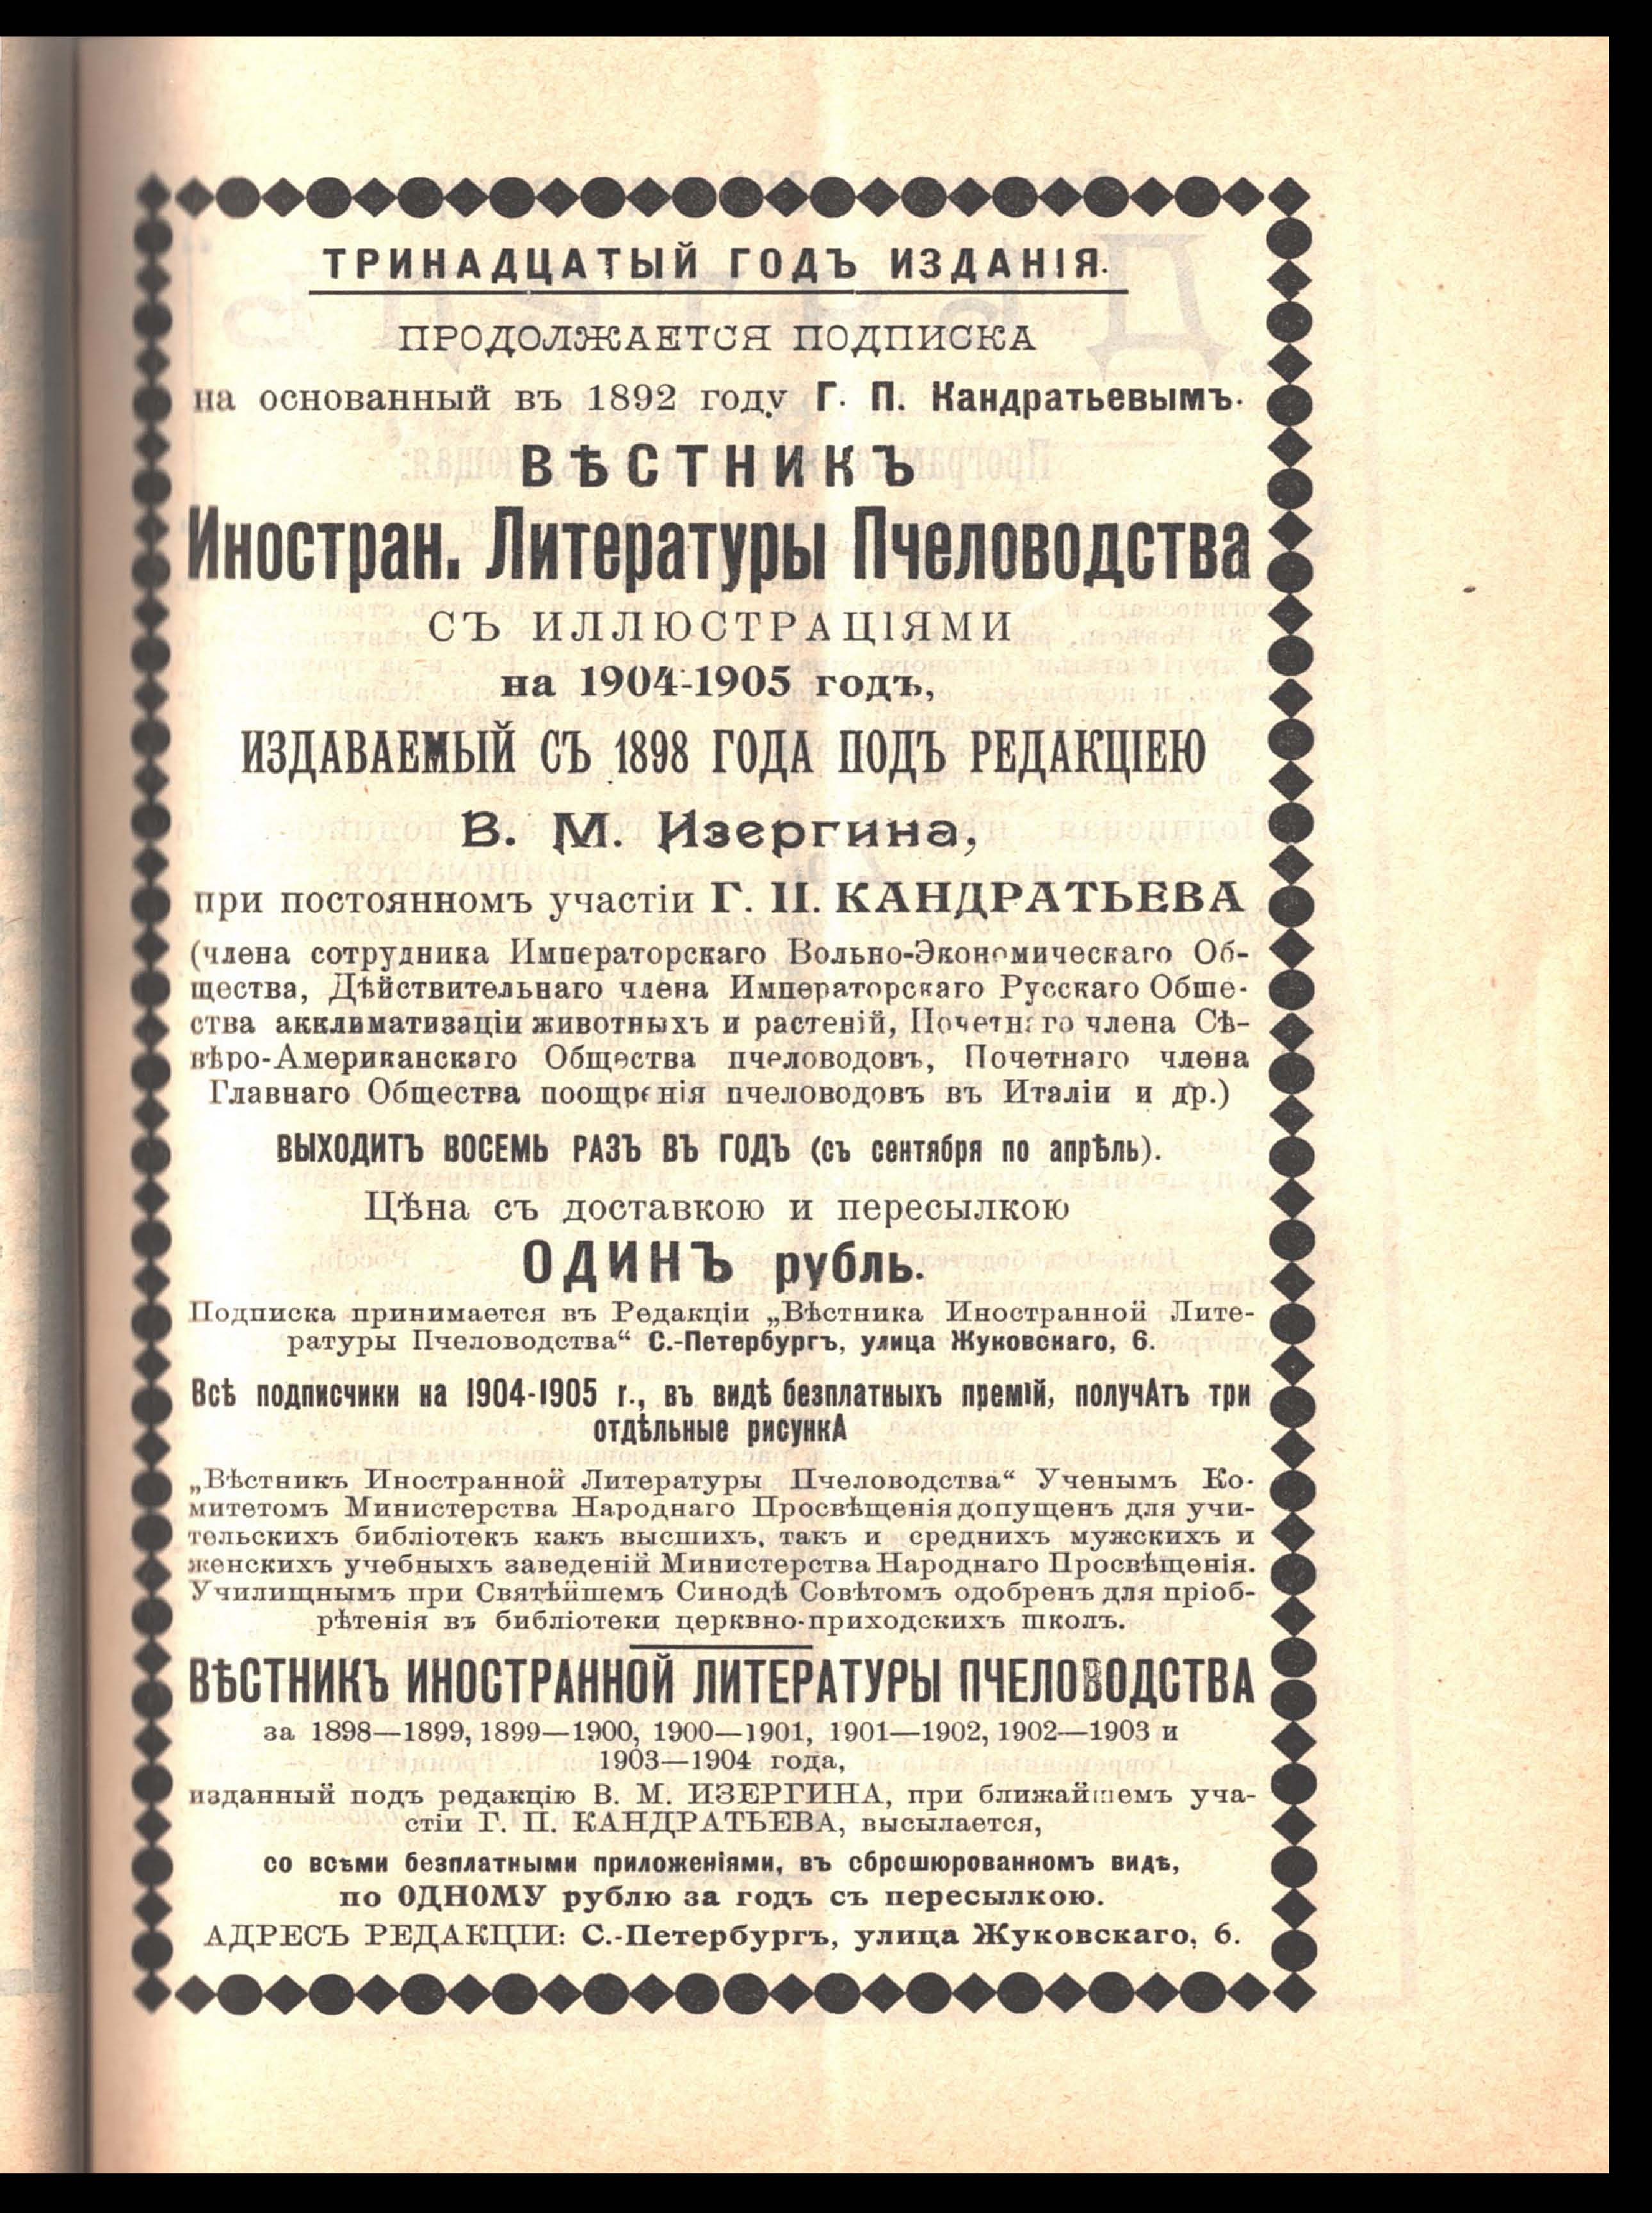 ТРИНАДЦАТЫЙ ГОДЪ ИЗДАНІЯ.
ПРОДОЛЖАЕТСЯ ПОДПИСКА
на основанный въ 1892 году Г. П. Кандратьевымъ.
ВѢСТНИКЪ
Иностран. Литературы Пчеловодства
СЪ ИЛЛЮСТРАЦІЯМИ
на 1904-1905 годъ,
ИЗДАВАЕМЫЙ СЪ 1898 ГОДА ПОДЪ РЕДАКЦІЕЮ
В. М. Изергина,
при постоянномъ участіи Г. П. КАНДРАТЬЕВА
(члена сотрудника Императорскаго Вольно-Экономическаго Об-
щества, Дѣйствительнаго члена Императорскаго Русскаго Обще-
ства акклиматизаціи животныхъ и растеній, Почетнаго члена Сѣ-
вѣро-Американскаго Общества пчеловодовъ, Почетнаго члена
Главнаго Общества поощренія пчеловодовъ въ Италіи и др.)
ВЫХОДИТЪ ВОСЕМЬ РАЗЪ ВЪ ГОДЪ (съ сентября по апрѣль).
Цѣна съ доставкою и пересылкою
ОДИНЪ рубль.
Подписка принимается въ Редакціи „Вѣстника Иностранной Лите-
ратуры Пчеловодства“ С.-Петербургъ, улица Жуковскаго, 6.
Всѣ подписчики на 1904-1905 г., въ видѣ безплатныхъ премій, получАтъ три
отдѣльные рисункА
„Вѣстникъ Иностранной Литературы Пчеловодства“ Ученымъ Ко-
митетомъ Министерства Народнаго Просвѣщенія допущенъ для учи-
тельскихъ библіотекъ какъ высшихъ, такъ и среднихъ мужскихъ и
женскихъ учебныхъ заведеній Министерства Народнаго Просвѣщенія.
Училищнымъ при Святѣйшемъ Синодѣ Совѣтомъ одобренъ для пріоб-
рѣтенія въ библіотеки церквно-приходскихъ школъ.
ВѢСТНИКЪ ИНОСТРАННОЙ ЛИТЕРАТУРЫ ПЧЕЛОВОДСТВА
за 1898—1899, 1899—1900, 1900—1901, 1901—1902, 1902—1903 и
1903—1904 года,
изданный подъ редакцію В. М. ИЗЕРГИНА, при ближайшемъ уча-
стіи Г. П. КАНДРАТЬЕВА, высылается,
со всѣми безплатными приложеніями, въ сброшюрованномъ видѣ,
по ОДНОМУ рублю за годъ съ пересылкою.
АДРЕСЪ РЕДАКЦІИ: С.-Петербургъ, улица Жуковскаго, 6.